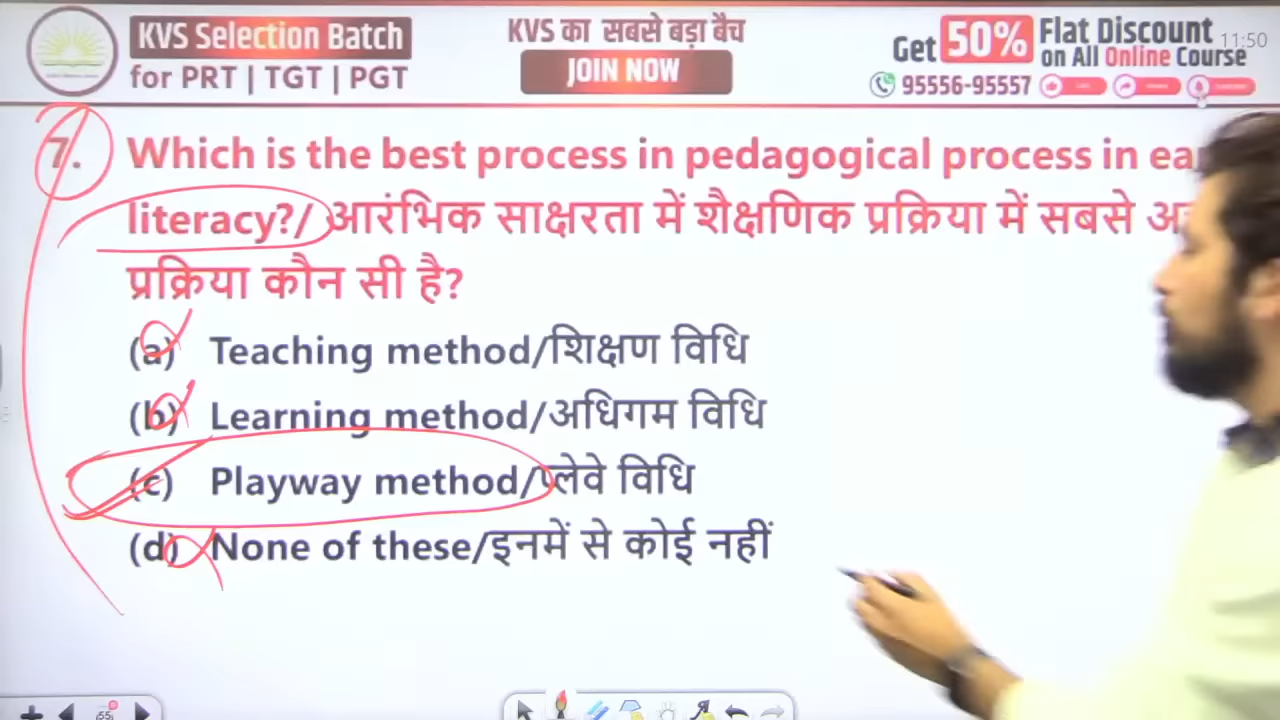 KVS Selection Batch
for PRT | TGT | PGT
KVS का सबसे बड़ा बैच
JOIN NOW
Get 50% Flat Discount
on All Online Course
11:50
95556-95557
7. Which is the best process in pedagogical process in
literacy?/ आरंभिक साक्षरता में शैक्षणिक प्रक्रिया में सबसे
प्रक्रिया कौन सी है?
(a) Teaching method/शिक्षण विधि
(b) Learning method/अधिगम विधि
(c) Playway method/प्लेवे विधि
(d) None of these/इनमें से कोई नहीं
55